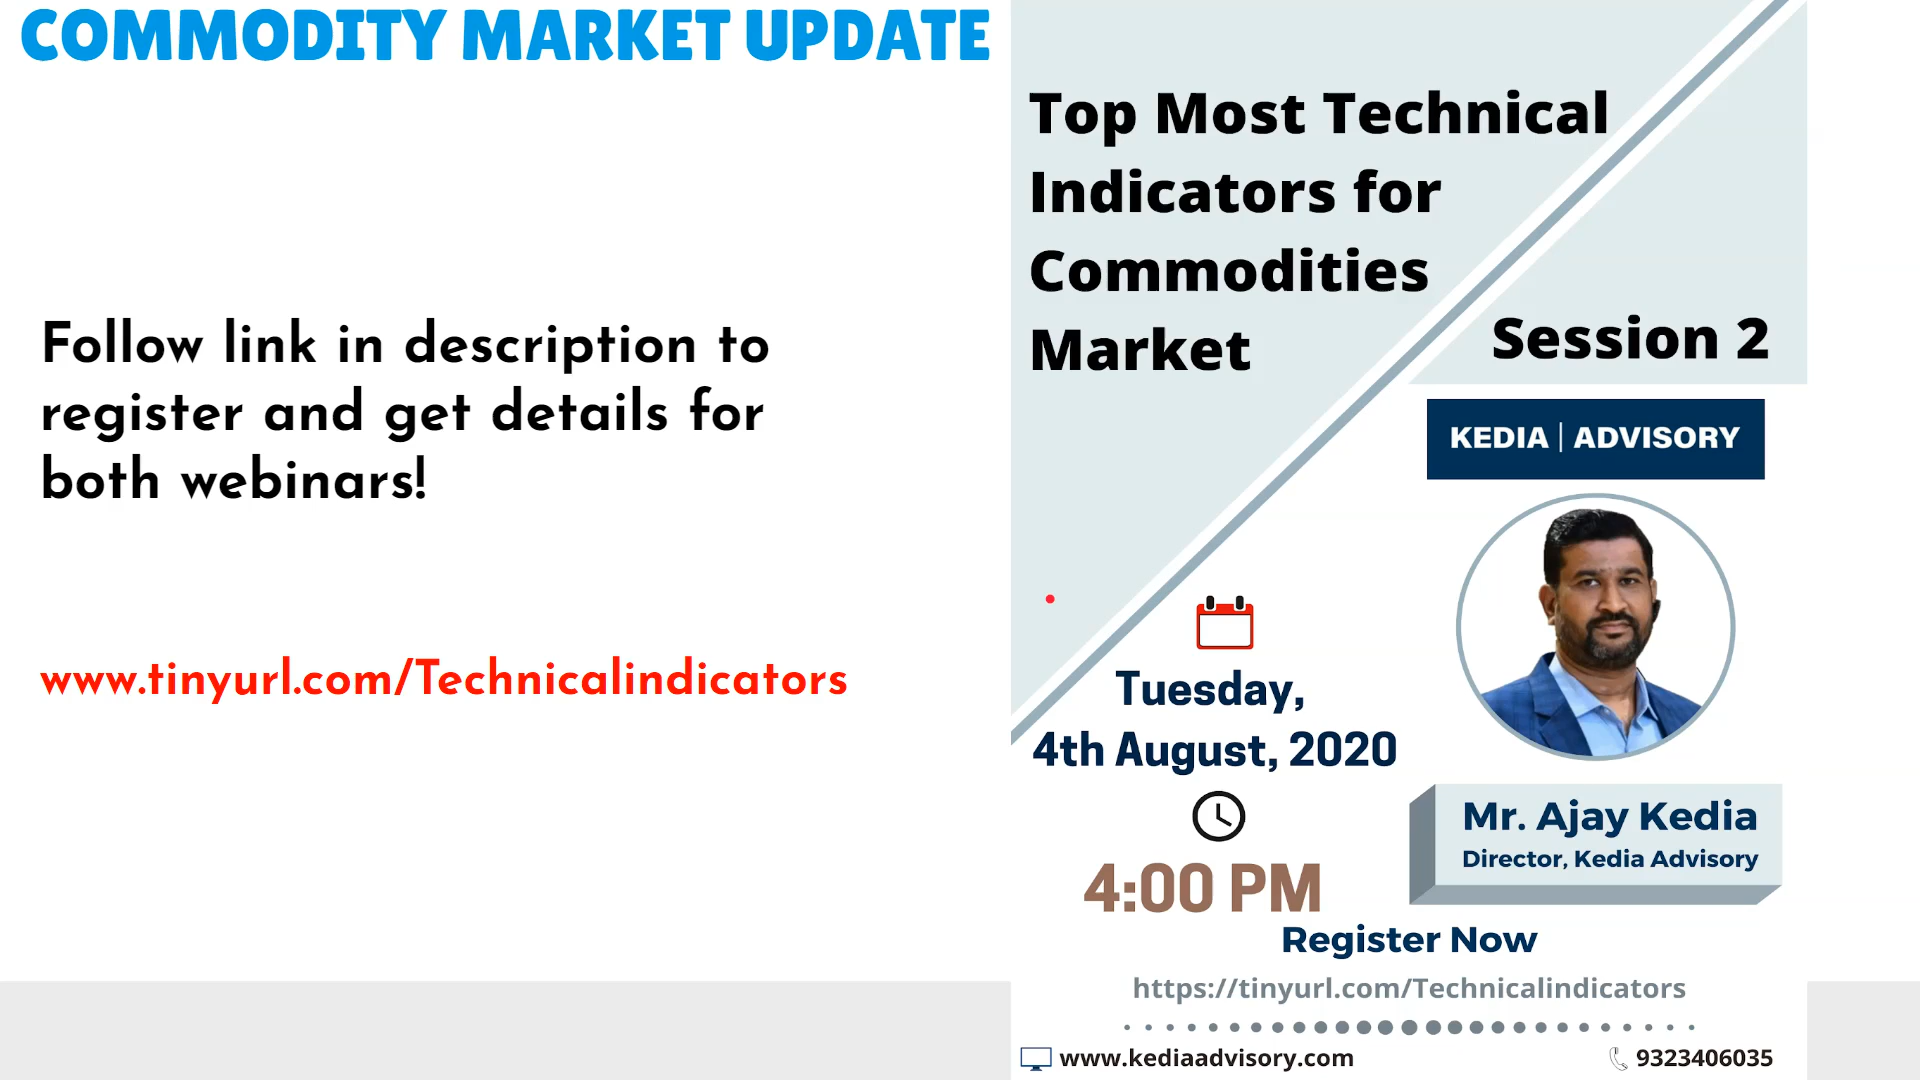 COMMODITY MARKET UPDATE
Follow link in description to
register and get details for
both webinars!
www.tinyurl.com/Technicalindicators
Top Most Technical
Indicators for
Commodities
Market
Session 2
KEDIA | ADVISORY
Tuesday,
4th August, 2020
4:00 PM
Mr. Ajay Kedia
Director, Kedia Advisory
Register Now
https://tinyurl.com/Technicalindicators
www.kediaadvisory.com
9323406035